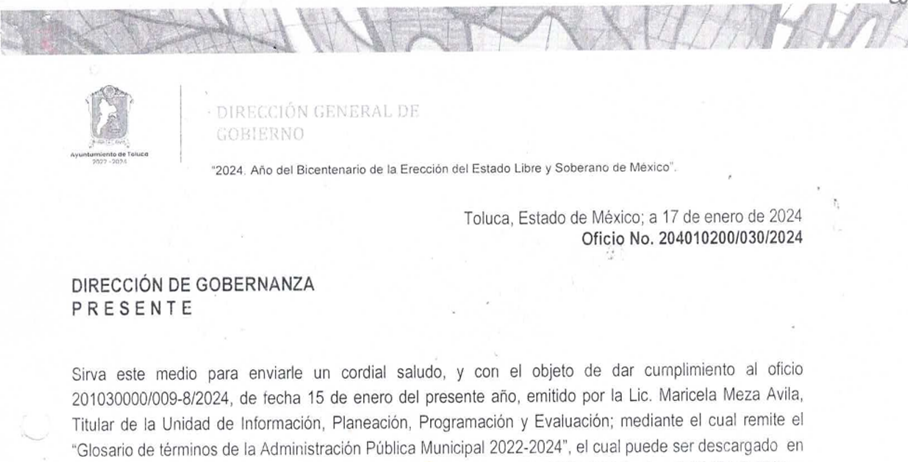 Ayuntamiento de Toluca
2022 - 2024
DIRECCIÓN GENERAL DE
GOBIERNO
"2024. Año del Bicentenario de la Erección del Estado Libre y Soberano de México".
Toluca, Estado de México; a 17 de enero de 2024
Oficio No. 204010200/030/2024
DIRECCIÓN DE GOBERNANZA
P R E S E N T E
Sirva este medio para enviarle un cordial saludo, y con el objeto de dar cumplimiento al oficio
201030000/009-8/2024, de fecha 15 de enero del presente año, emitido por la Lic. Maricela Meza Avila,
Titular de la Unidad de Información, Planeación, Programación y Evaluación; mediante el cual remite el
"Glosario de términos de la Administración Pública Municipal 2022-2024", el cual puede ser descargado en